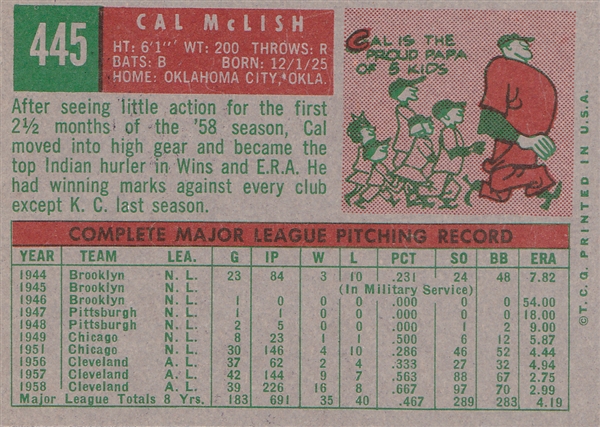 445
CAL McLISH
HT: 6'1" WT: 200 THROWS: R
BATS: B BORN: 12/1/25
HOME: OKLAHOMA CITY, OKLA.
After seeing little action for the first
2½ months of the '58 season, Cal
moved into high gear and became the
top Indian hurler in Wins and E.R.A. He
had winning marks against every club
except K. C. last season.
CAL IS THE
PROUD PAPA
OF 5 KIDS
COMPLETE MAJOR LEAGUE PITCHING RECORD
YEAR TEAM LEA. G IP W L PCT SO BB ERA
1944 Brooklyn N. L. 23 84 3 10 .231 24 48 7.82
1945 Brooklyn N. L. (In Military Service)
1946 Brooklyn N. L. 1 0 0 0 .000 0 0 54.00
1947 Pittsburgh N. L. 1 1 0 0 .000 0 2 18.00
1948 Pittsburgh N. L. 2 5 0 0 .000 1 2 9.00
1949 Chicago N. L. 8 23 1 1 .500 6 12 5.87
1951 Chicago N. L. 30 146 4 10 .286 46 52 4.44
1956 Cleveland A. L. 37 62 2 4 .333 27 32 4.94
1957 Cleveland A. L. 42 144 9 7 .563 88 67 2.75
1958 Cleveland A. L. 39 226 16 8 .667 97 70 2.99
Major League Totals 8 Yrs. 183 691 35 40 .467 289 283 4.19
©T. C. G. PRINTED IN U.S.A.